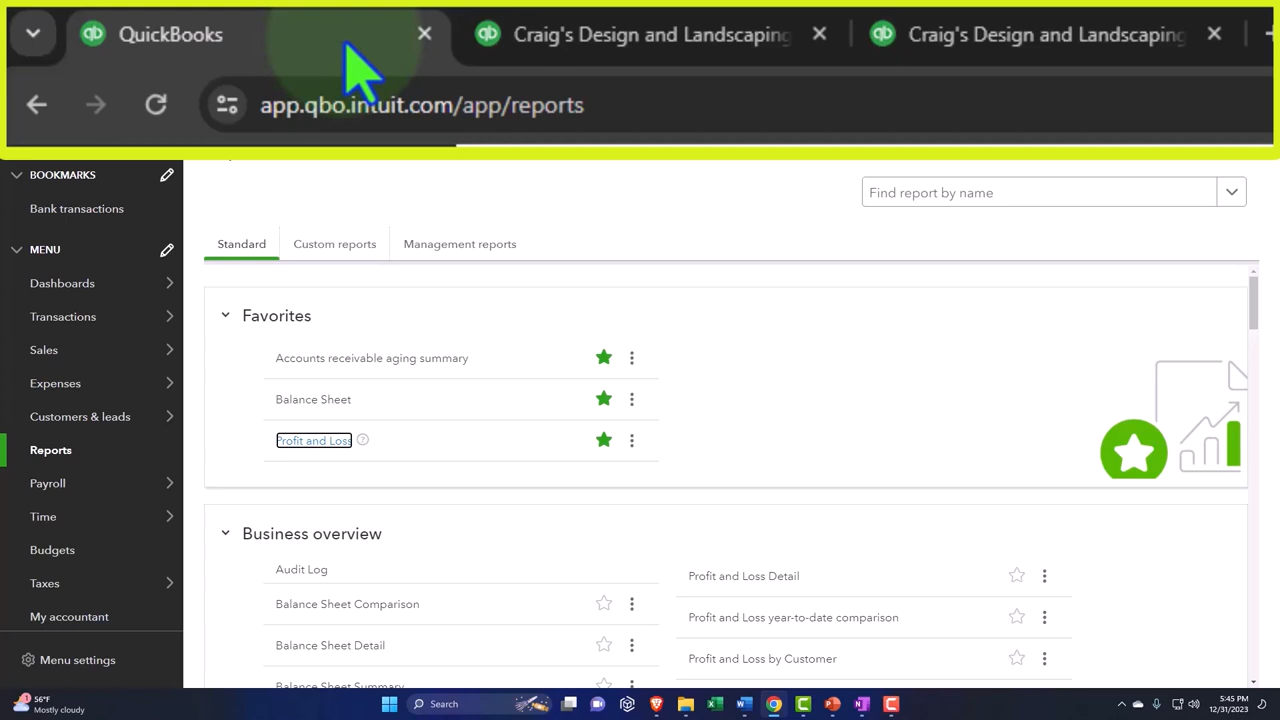 QuickBooks
Craig's Design and Landscaping
Craig's Design and Landscaping
app.qbo.intuit.com/app/reports
BOOKMARKS
Bank transactions
MENU
Dashboards
Transactions
Sales
Expenses
Customers & leads
Reports
Payroll
Time
Budgets
Taxes
My accountant
Menu settings
Find report by name
Standard
Custom reports
Management reports
Favorites
Accounts receivable aging summary
Balance Sheet
Profit and Loss
Business overview
Audit Log
Balance Sheet Comparison
Balance Sheet Detail
Balance Sheet Summary
Profit and Loss Detail
Profit and Loss year-to-date comparison
Profit and Loss by Customer
56°F
Mostly cloudy
Search
5:45 PM
12/31/2023